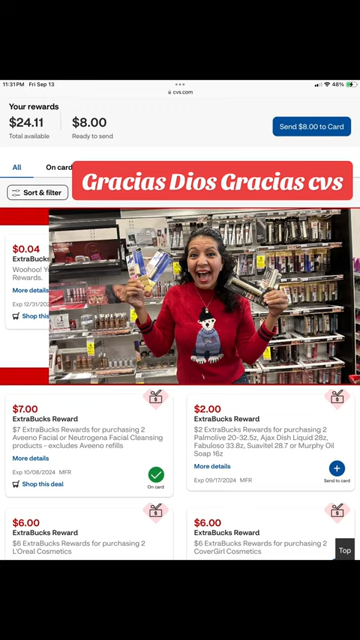 11:31PM Fri Sep 13
48%
cvs.com
Your rewards
$24.11
Total available
$8.00
Ready to send
Send $8.00 to Card
All
On card
Gracias Dios Gracias cvs
Sort & filter
$0.04
ExtraBucks
Woohoo! Yo
Rewards.
More details
Exp 12/31/202
Shop this
$7.00
ExtraBucks Reward
$7 ExtraBucks Rewards for purchasing 2
Aveeno Facial or Neutrogena Facial Cleansing
products - excludes Aveeno refills
More details
Exp 10/08/2024 MFR
Shop this deal
On card
$2.00
ExtraBucks Reward
$2 ExtraBucks Rewards for purchasing 2
Palmolive 20-32.5z, Ajax Dish Liquid 28z,
Fabuloso 33.8z, Suavitel 28.7 or Murphy Oil
Soap 16z
More details
Exp 09/17/2024 MFR
Send to card
$6.00
ExtraBucks Reward
$6 ExtraBucks Rewards for purchasing 2
L'Oreal Cosmetics
$6.00
ExtraBucks Reward
$6 ExtraBucks Rewards for purchasing 2
CoverGirl Cosmetics
Top